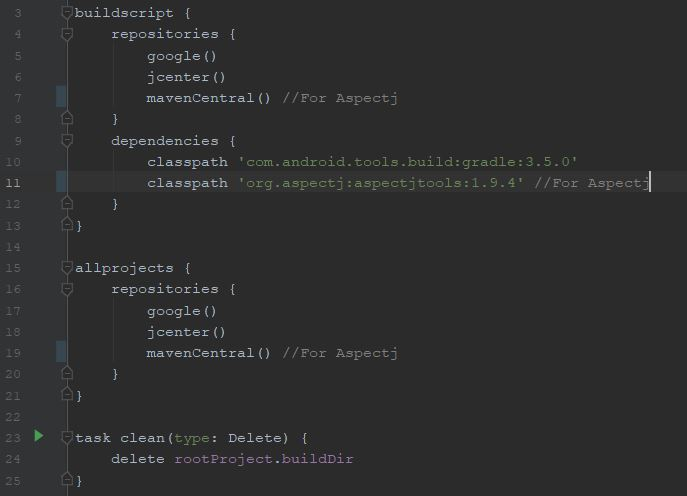 3 buildscript {
4     repositories {
5         google()
6         jcenter()
7         mavenCentral() //For Aspectj
8     }
9     dependencies {
10         classpath 'com.android.tools.build:gradle:3.5.0'
11         classpath 'org.aspectj:aspectjtools:1.9.4' //For Aspectj
12     }
13 }
14
15 allprojects {
16     repositories {
17         google()
18         jcenter()
19         mavenCentral() //For Aspectj
20     }
21 }
22
23 task clean(type: Delete) {
24     delete rootProject.buildDir
25 }